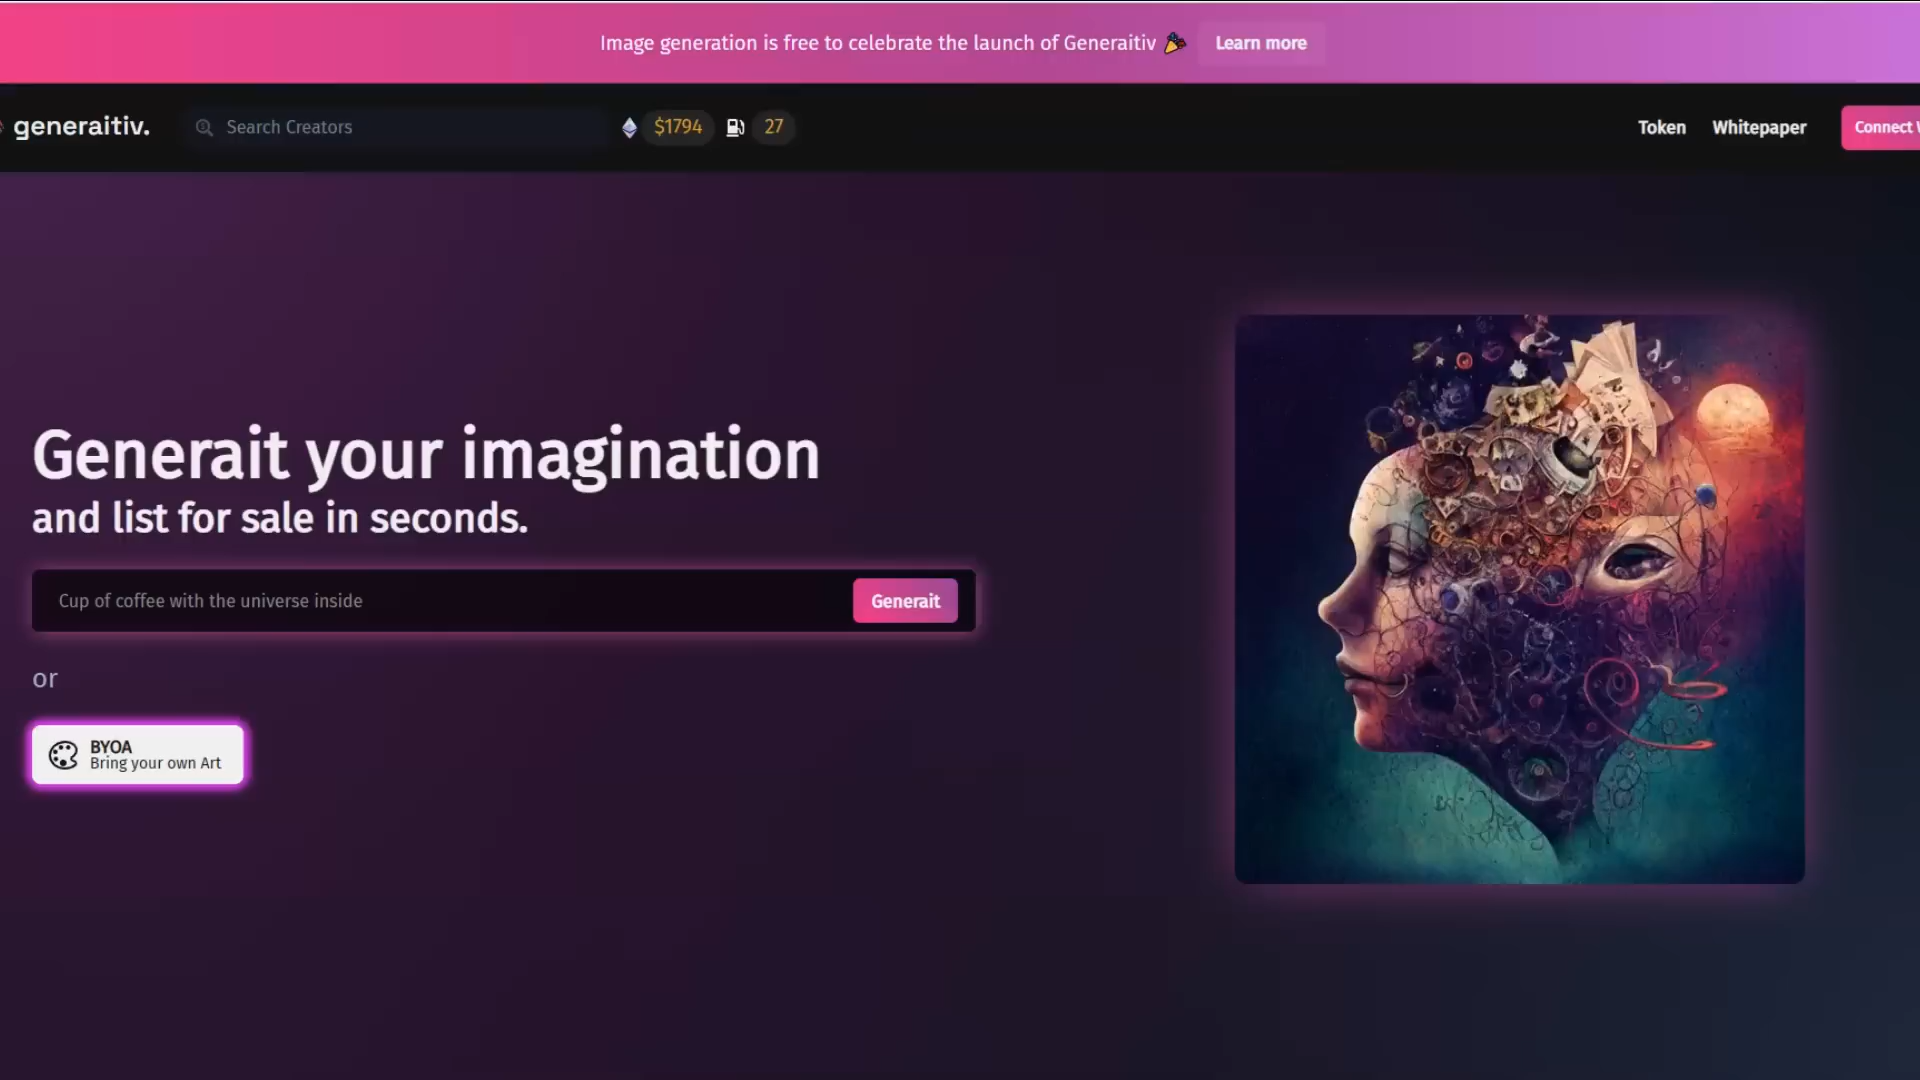 Image generation is free to celebrate the launch of Generaitiv 🎉 Learn more
generaitiv. Search Creators $1794 27 Token Whitepaper Connect
Generait your imagination
and list for sale in seconds.
Cup of coffee with the universe inside Generait
or
BYOA
Bring your own Art